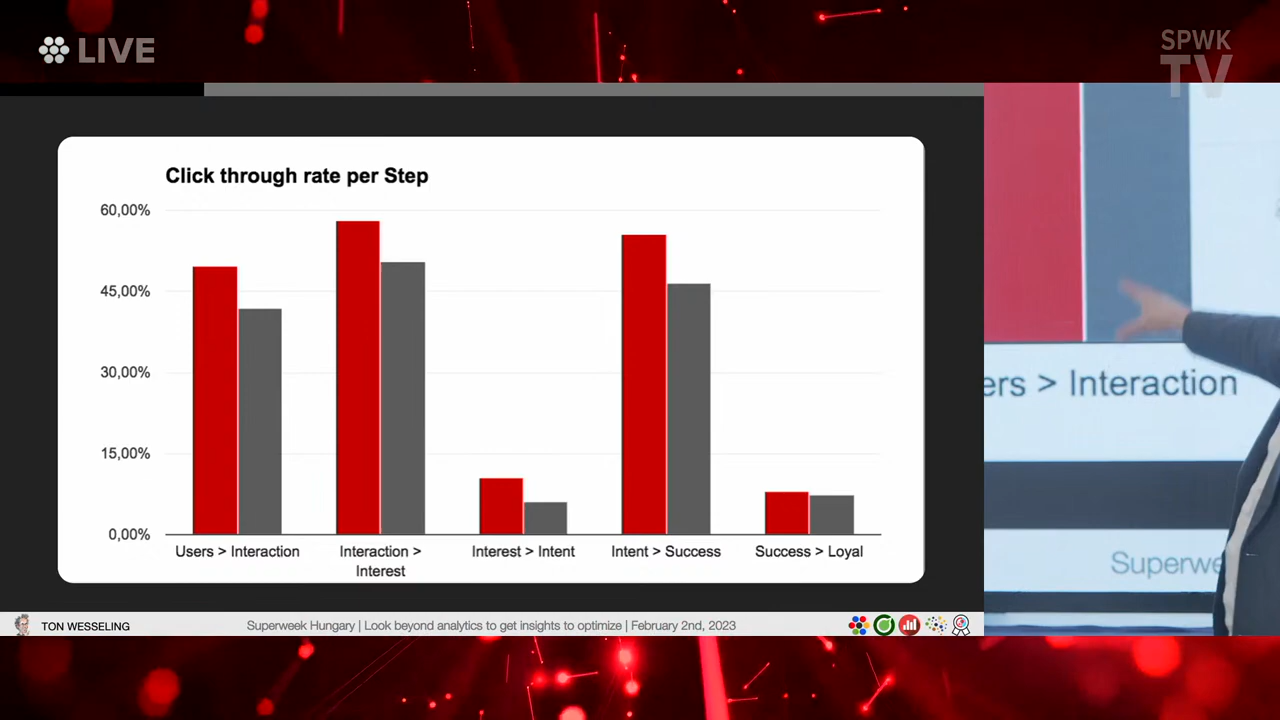 LIVE
SPWK
TV
Click through rate per Step
60,00%
45,00%
30,00%
15,00%
0,00%
Users > Interaction
Interaction >
Interest
Interest > Intent
Intent > Success
Success > Loyal
ers > Interaction
Superwe
TON WESSELING
Superweek Hungary | Look beyond analytics to get insights to optimize | February 2nd, 2023